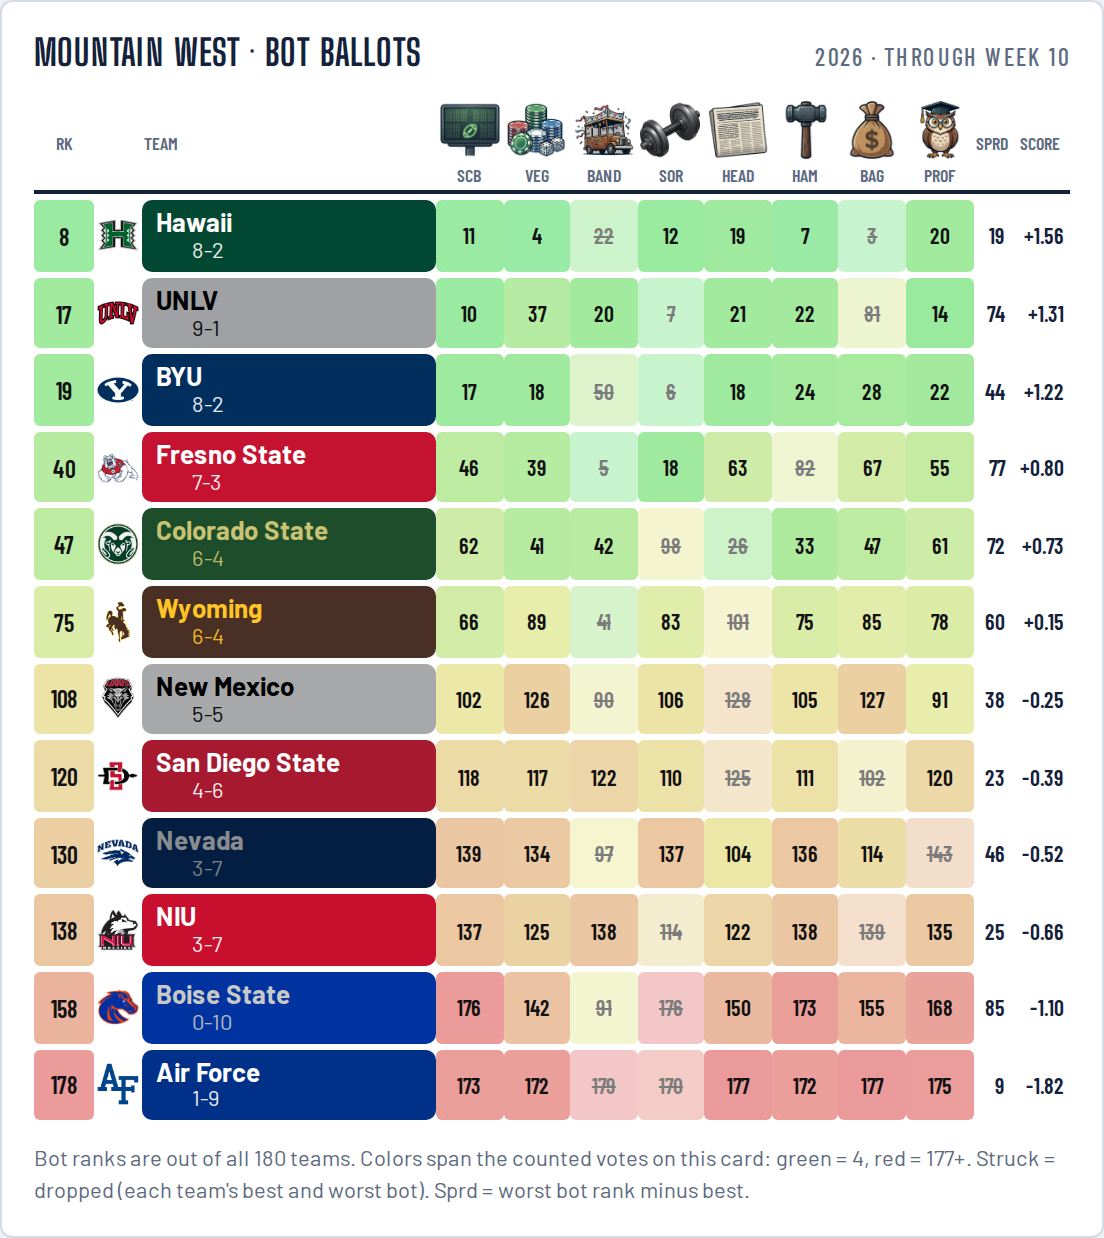 MOUNTAIN WEST · BOT BALLOTS
2026 · THROUGH WEEK 10
RK TEAM SCB VEG BAND SOR HEAD HAM BAG PROF SPRD SCORE
8 H Hawaii 11 4 22 12 19 7 3 20 19 +1.56
8-2
17 UNLV UNLV 10 37 20 7 21 22 81 14 74 +1.31
9-1
19 Y BYU 17 18 50 6 18 24 28 22 44 +1.22
8-2
40 Fresno State 46 39 5 18 63 82 67 55 77 +0.80
7-3
47 Colorado State 62 41 42 98 26 33 47 61 72 +0.73
6-4
75 Wyoming 66 89 41 83 101 75 85 78 60 +0.15
6-4
108 New Mexico 102 126 90 106 128 105 127 91 38 -0.25
5-5
120 SD San Diego State 118 117 122 110 125 111 102 120 23 -0.39
4-6
130 NEVADA Nevada 139 134 97 137 104 136 114 143 46 -0.52
3-7
138 NIU NIU 137 125 138 114 122 138 139 135 25 -0.66
3-7
158 Boise State 176 142 91 176 150 173 155 168 85 -1.10
0-10
178 AF Air Force 173 172 179 170 177 172 177 175 9 -1.82
1-9
Bot ranks are out of all 180 teams. Colors span the counted votes on this card: green = 4, red = 177+. Struck =
dropped (each team's best and worst bot). Sprd = worst bot rank minus best.